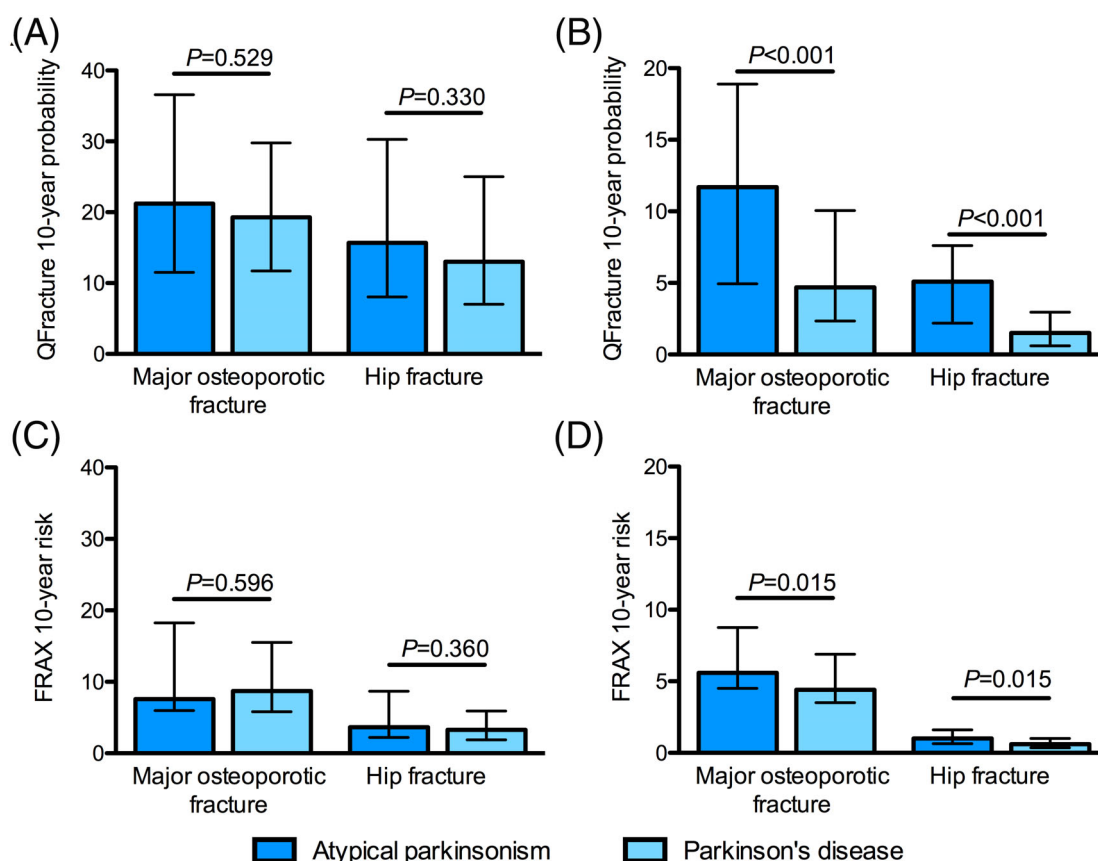 (A)
QFracture 10-year probability
40
30
20
10
0
P=0.529
P=0.330
Major osteoporotic
fracture
Hip fracture
(B)
QFracture 10-year probability
20
15
10
5
0
P<0.001
P<0.001
Major osteoporotic
fracture
Hip fracture
(C)
FRAX 10-year risk
40
30
20
10
0
P=0.596
P=0.360
Major osteoporotic
fracture
Hip fracture
(D)
FRAX 10-year risk
20
15
10
5
0
P=0.015
P=0.015
Major osteoporotic
fracture
Hip fracture
Atypical parkinsonism
Parkinson's disease